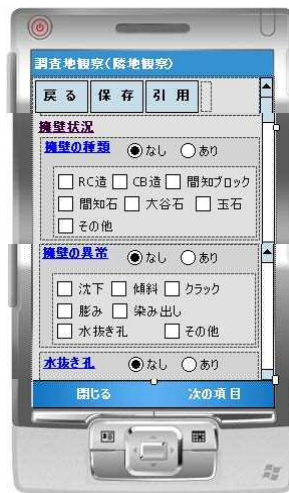 調査地観察(隣地観察)
戻る 保存 引用
擁壁状況
擁壁の種類 なし あり
RC造 CB造 間知ブロック
間知石 大谷石 玉石
その他
擁壁の異常 なし あり
沈下 傾斜 クラック
膨み 染み出し
水抜き孔 その他
水抜き孔 なし あり
閉じる 次の項目